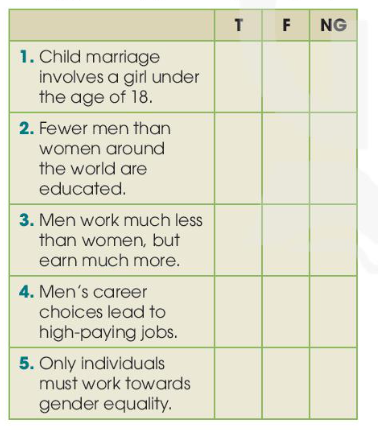 T F NG
1. Child marriage
involves a girl under
the age of 18.
2. Fewer men than
women around
the world are
educated.
3. Men work much less
than women, but
earn much more.
4. Men's career
choices lead to
high-paying jobs.
5. Only individuals
must work towards
gender equality.